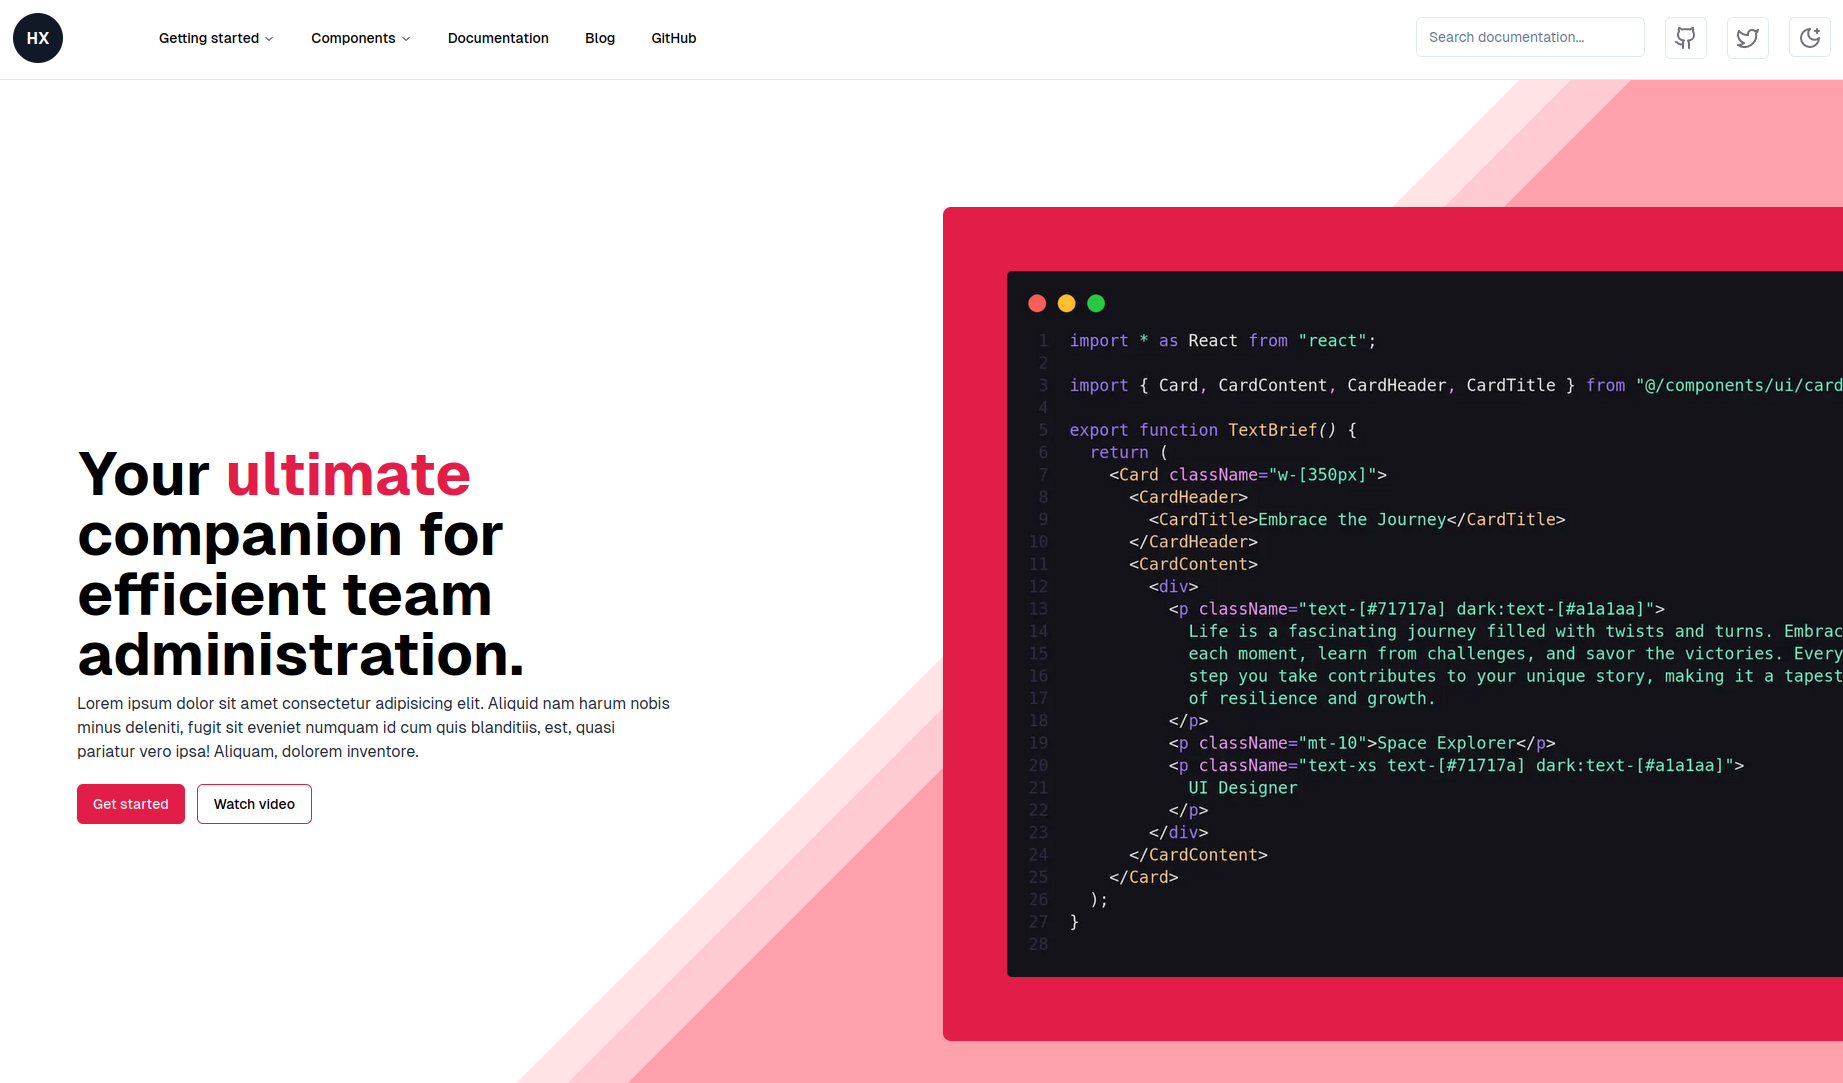 HX
Getting started
Components
Documentation
Blog
GitHub
Search documentation...
Your ultimate
companion for
efficient team
administration.
Lorem ipsum dolor sit amet consectetur adipisicing elit. Aliquid nam harum nobis
minus deleniti, fugit sit eveniet numquam id cum quis blanditiis, est, quasi
pariatur vero ipsa! Aliquam, dolorem inventore.
Get started
Watch video
1 import * as React from "react";
2
3 import { Card, CardContent, CardHeader, CardTitle } from "@/components/ui/card
4
5 export function TextBrief() {
6 return (
7 <Card className="w-[350px]">
8 <CardHeader>
9 <CardTitle>Embrace the Journey</CardTitle>
10 </CardHeader>
11 <CardContent>
12 <div>
13 <p className="text-[#71717a] dark:text-[#a1a1aa]">
14 Life is a fascinating journey filled with twists and turns. Embrac
15 each moment, learn from challenges, and savor the victories. Every
16 step you take contributes to your unique story, making it a tapest
17 of resilience and growth.
18 </p>
19 <p className="mt-10">Space Explorer</p>
20 <p className="text-xs text-[#71717a] dark:text-[#a1a1aa]">
21 UI Designer
22 </p>
23 </div>
24 </CardContent>
25 </Card>
26 );
27 }
28